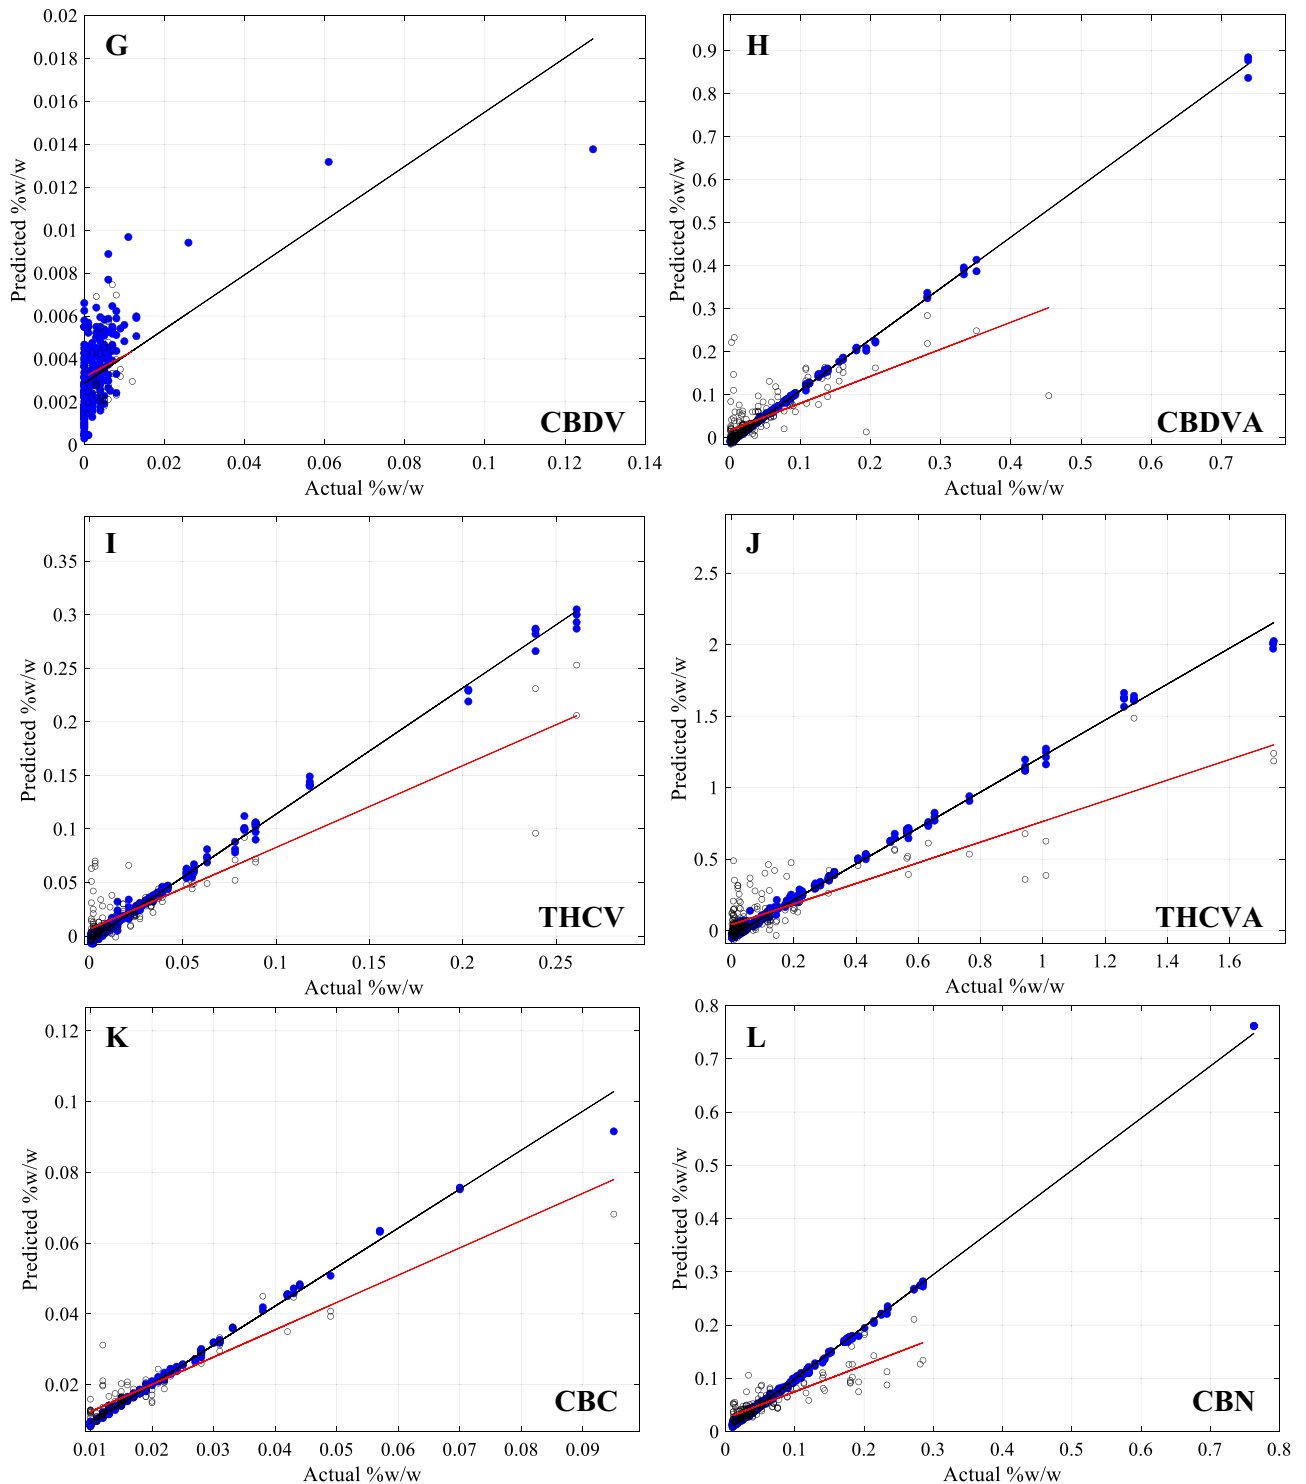 G
0.02
0.018
0.016
0.014
0.012
0.01
0.008
0.006
0.004
0.002
0
Predicted %w/w
CBDV
0 0.02 0.04 0.06 0.08 0.1 0.12 0.14
Actual %w/w
H
0.9
0.8
0.7
0.6
0.5
0.4
0.3
0.2
0.1
0
Predicted %w/w
CBDVA
0 0.1 0.2 0.3 0.4 0.5 0.6 0.7
Actual %w/w
I
0.35
0.3
0.25
0.2
0.15
0.1
0.05
0
Predicted %w/w
THCV
0 0.05 0.1 0.15 0.2 0.25
Actual %w/w
J
2.5
2
1.5
1
0.5
0
Predicted %w/w
THCVA
0 0.2 0.4 0.6 0.8 1 1.2 1.4 1.6
Actual %w/w
K
0.12
0.1
0.08
0.06
0.04
0.02
Predicted %w/w
CBC
0.01 0.02 0.03 0.04 0.05 0.06 0.07 0.08 0.09
Actual %w/w
L
0.8
0.7
0.6
0.5
0.4
0.3
0.2
0.1
0
Predicted %w/w
CBN
0 0.1 0.2 0.3 0.4 0.5 0.6 0.7 0.8
Actual %w/w